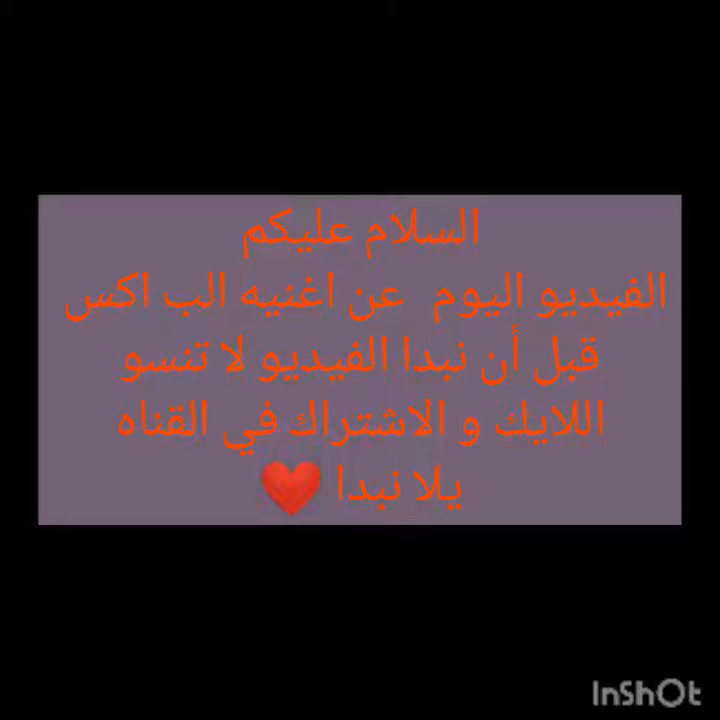 السلام عليكم
الفيديو اليوم عن اغنيه الب اكس
قبل أن نبدا الفيديو لا تنسو
اللايك و الاشتراك في القناه
يلا نبدا ❤️
InShOt